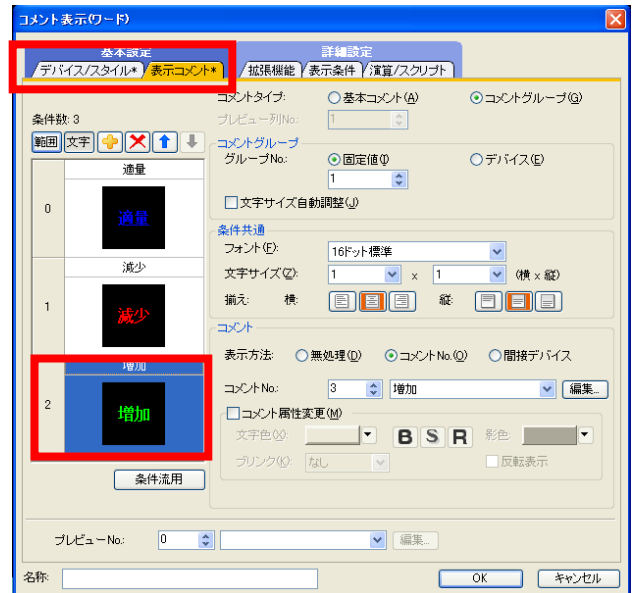 コメント表示(ワード)
基本設定
詳細設定
デバイス/スタイル*
表示コメント*
拡張機能
表示条件
演算/スクリプト
コメントタイプ:
基本コメント(A)
コメントグループ(G)
プレビュー列No.:
1
条件数: 3
範囲
文字
コメントグループ
グループNo.:
固定値(I)
デバイス(E)
1
文字サイズ自動調整(J)
0
適量
適量
1
減少
減少
2
増加
増加
条件流用
条件共通
フォント(F):
16ドット標準
文字サイズ(Z):
1
x
1
(横 x 縦)
揃え:
横:
縦:
コメント
表示方法:
無処理(D)
コメントNo.(O)
間接デバイス
コメントNo.:
3
増加
編集...
コメント属性変更(M)
文字色(X):
B
S
R
影色:
ブリンク(K):
なし
反転表示
プレビューNo.:
0
編集...
名称:
OK
キャンセル